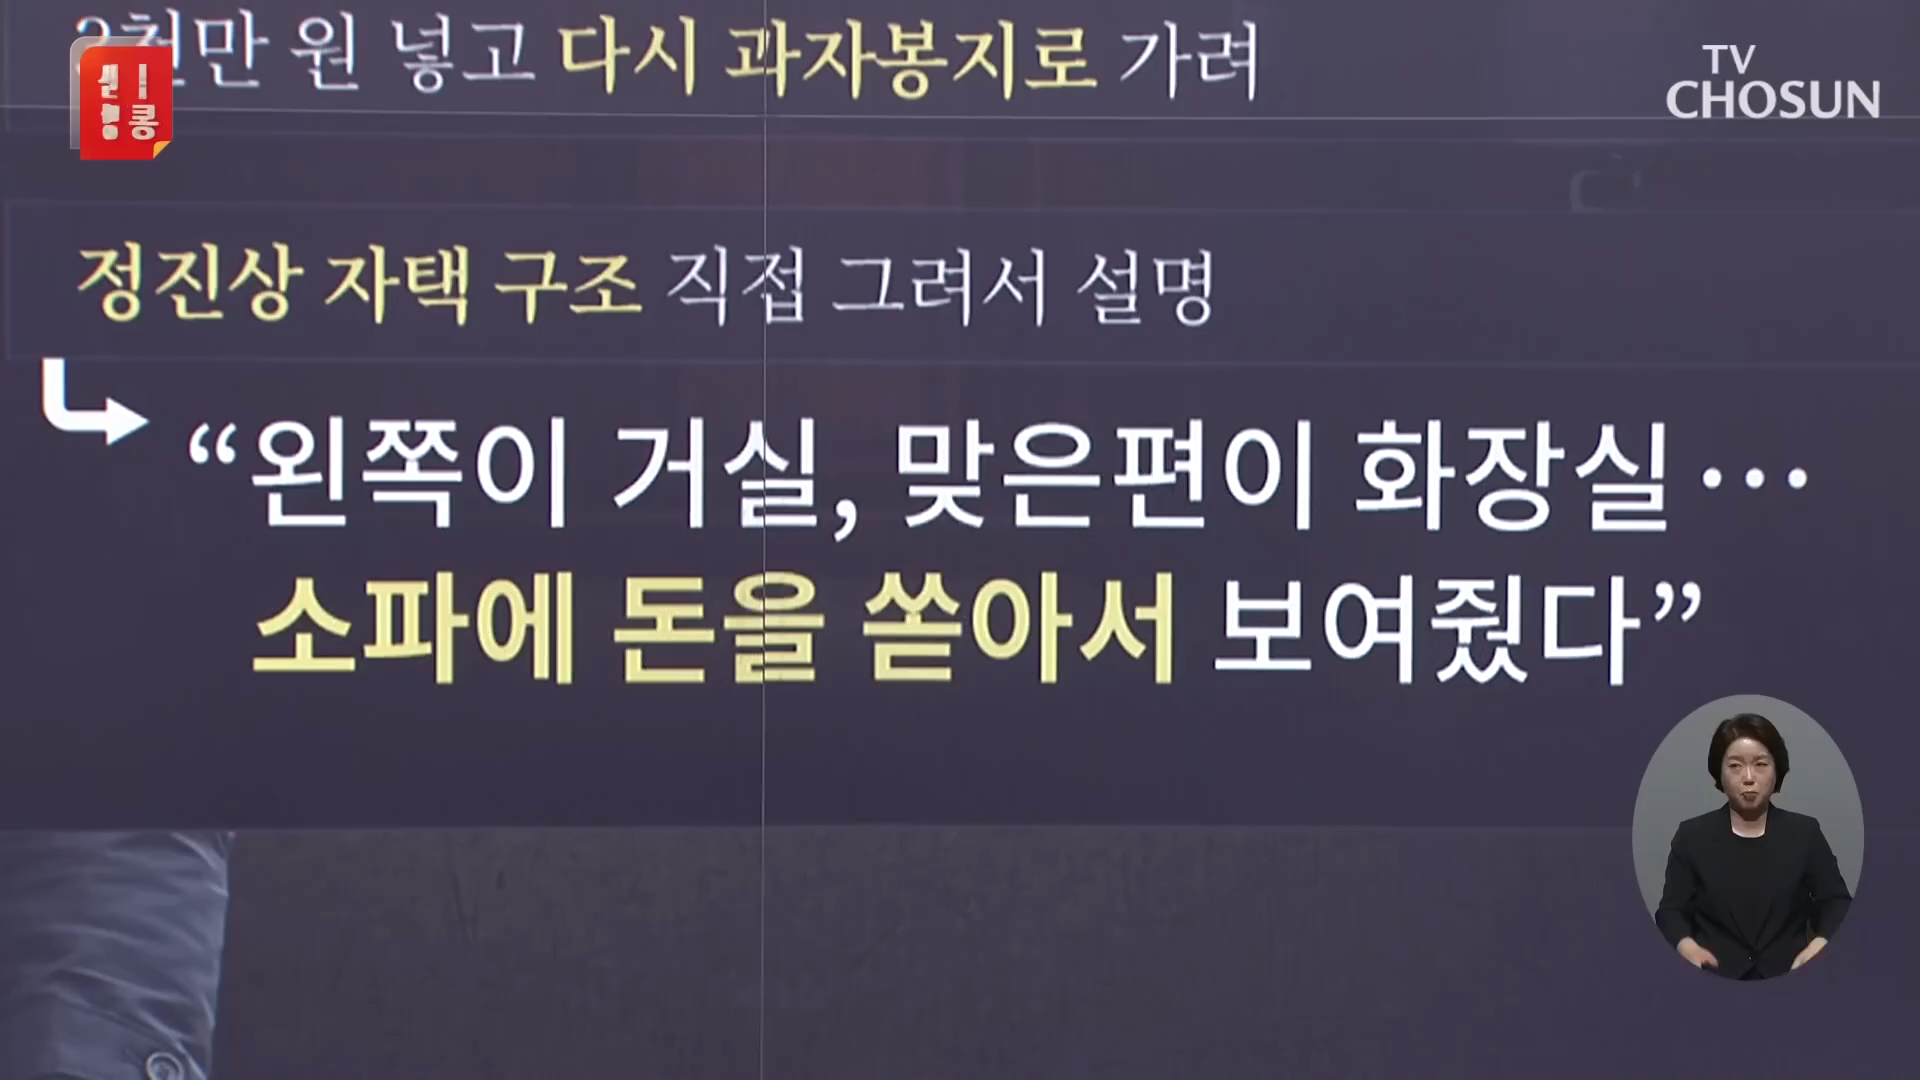 천만 원 넣고 다시 과자봉지로 가려
TV
CHOSUN
정진상 자택 구조 직접 그려서 설명
“왼쪽이 거실, 맞은편이 화장실…
소파에 돈을 쏟아서 보여줬다”